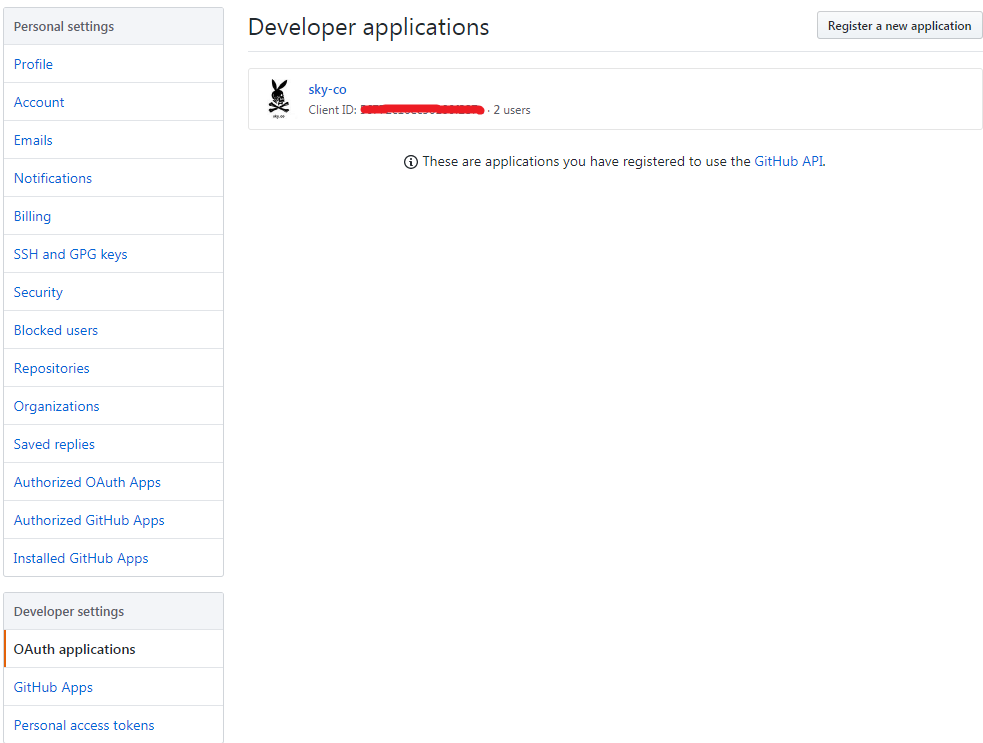 Personal settings
Profile
Account
Emails
Notifications
Billing
SSH and GPG keys
Security
Blocked users
Repositories
Organizations
Saved replies
Authorized OAuth Apps
Authorized GitHub Apps
Installed GitHub Apps
Developer settings
OAuth applications
GitHub Apps
Personal access tokens
Developer applications
Register a new application
sky-co
Client ID: · 2 users
These are applications you have registered to use the GitHub API.